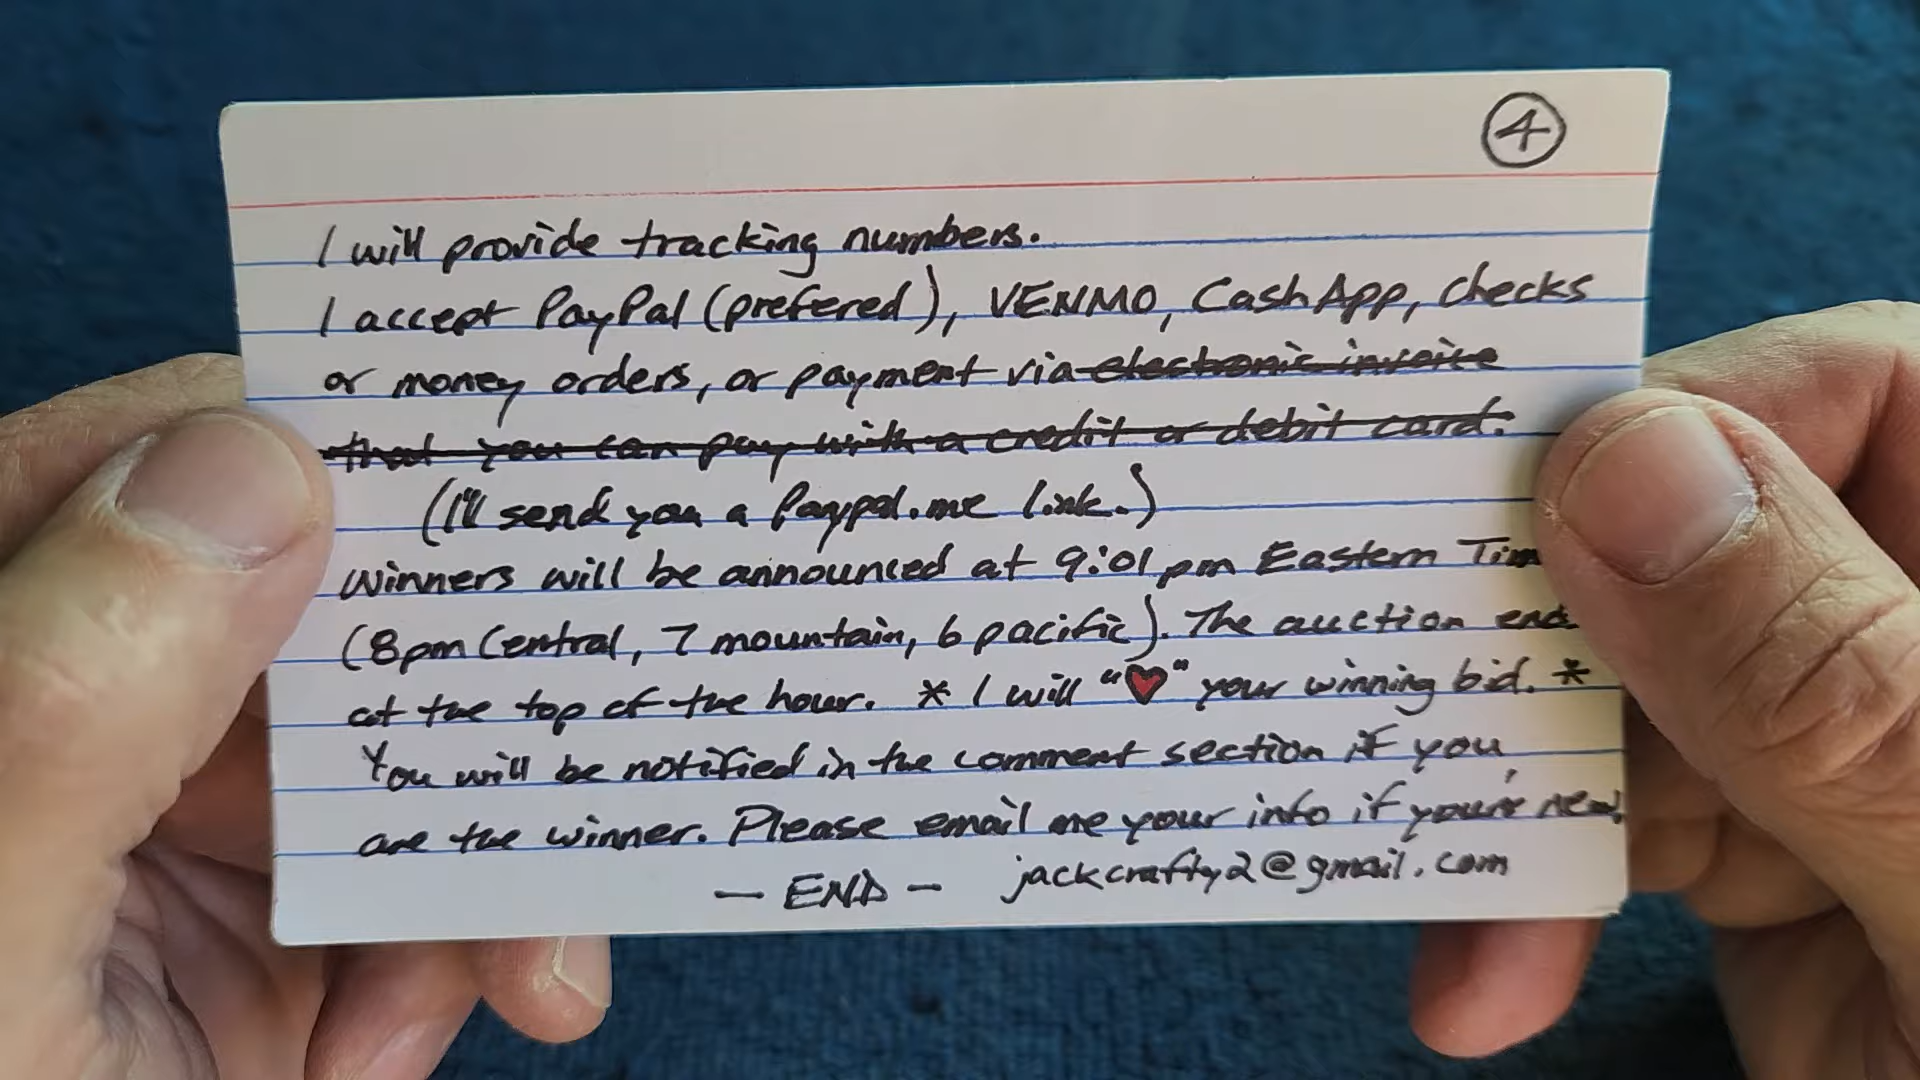 4
I will provide tracking numbers.
I accept PayPal (prefered), VENMO, CashApp, checks
or money orders, or payment via electronic invoice
that you can pay with a credit or debit card.
(I'll send you a Paypal.me link.)
Winners will be announced at 9:01 pm Eastern Tim
(8pm Central, 7 mountain, 6 pacific). The auction ends
at the top of the hour. * I will "♥" your winning bid. *
You will be notified in the comment section if you
are the winner. Please email me your info if you're new!
— END — jackcrafty2@gmail.com